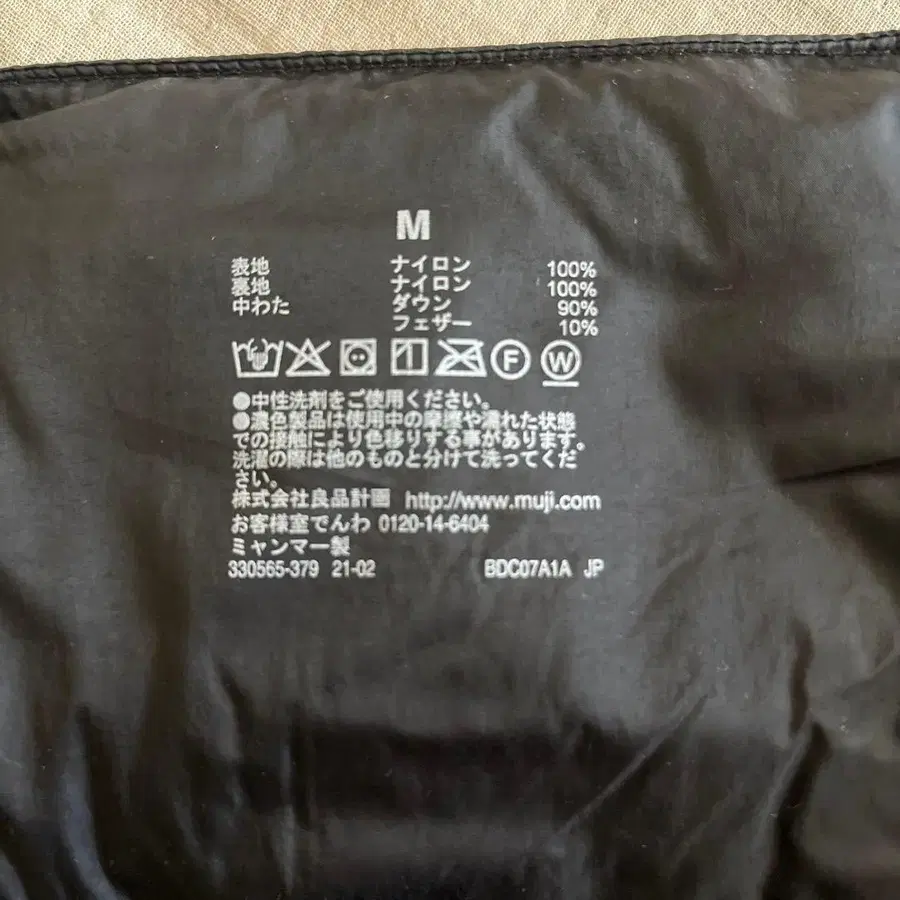 M
表地 ナイロン 100%
裏地 ナイロン 100%
中わた ダウン 90%
フェザー 10%
F W
●中性洗剤をご使用ください。
●濃色製品は使用中の摩擦や濡れた状態
での接触により色移りする事があります。
洗濯の際は他のものと分けて洗ってくだ
さい。
株式会社良品計画 http://www.muji.com
お客様室でんわ 0120-14-6404
ミャンマー製
330565-379 21-02 BDC07A1A JP